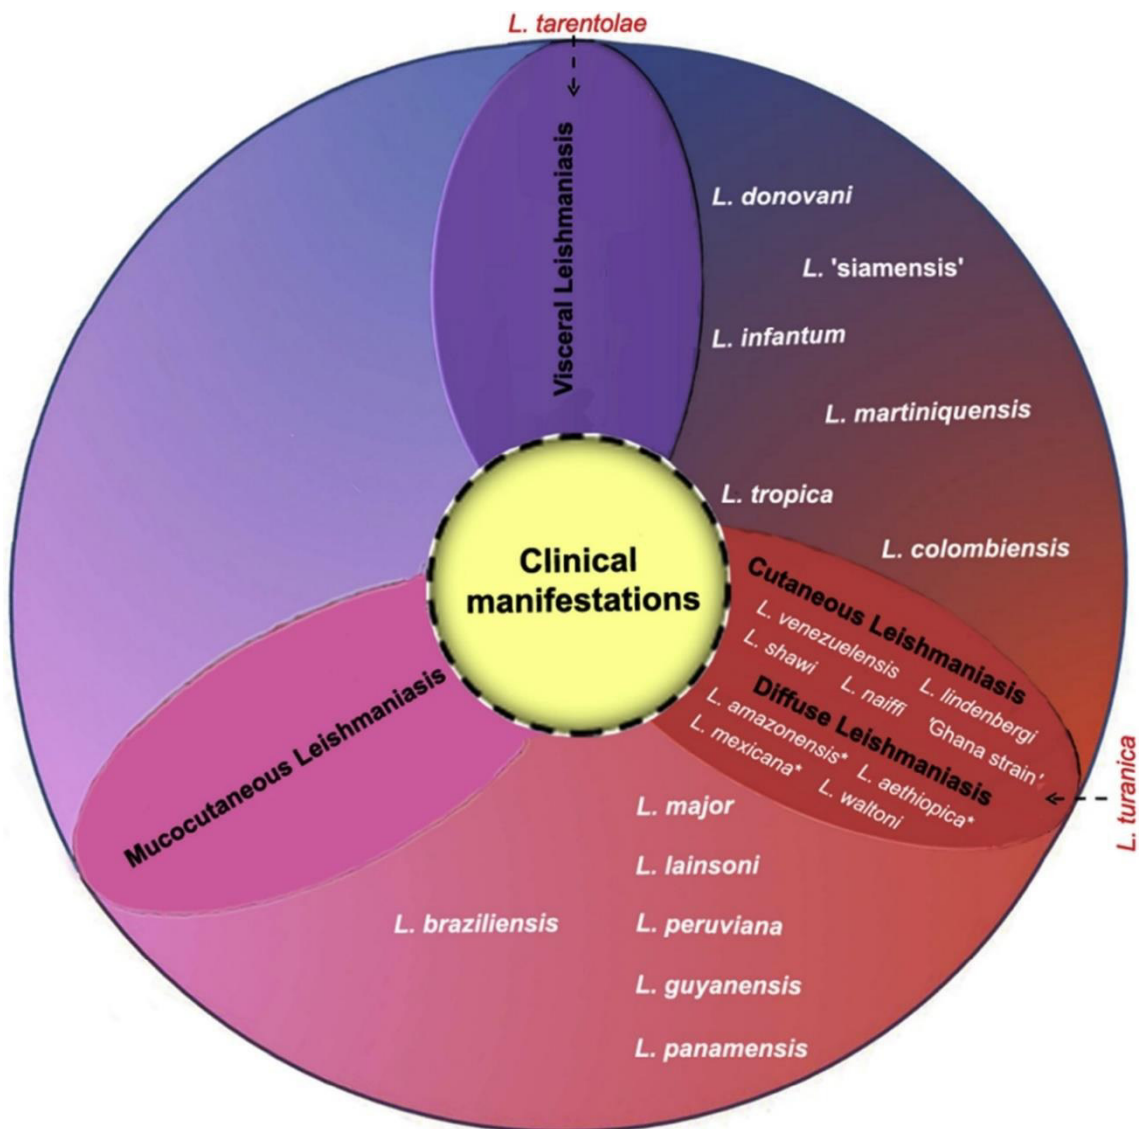 L. tarentolae
Visceral Leishmaniasis
L. donovani
L. 'siamensis'
L. infantum
L. martiniquensis
L. tropica
L. colombiensis
Clinical
manifestations
Cutaneous Leishmaniasis
L. venezuelensis
L. lindenbergi
L. shawi
L. naiffi
'Ghana strain'
Diffuse Leishmaniasis
L. amazonensis*
L. aethiopica*
L. mexicana*
L. waltoni
L. turanica
Mucocutaneous Leishmaniasis
L. major
L. lainsoni
L. braziliensis
L. peruviana
L. guyanensis
L. panamensis